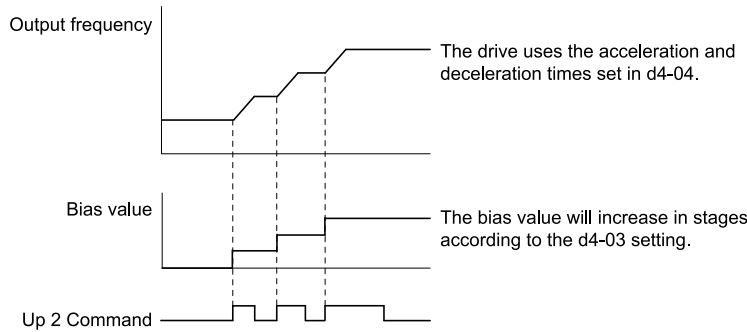 Output frequency
The drive uses the acceleration and
deceleration times set in d4-04.
Bias value
The bias value will increase in stages
according to the d4-03 setting.
Up 2 Command